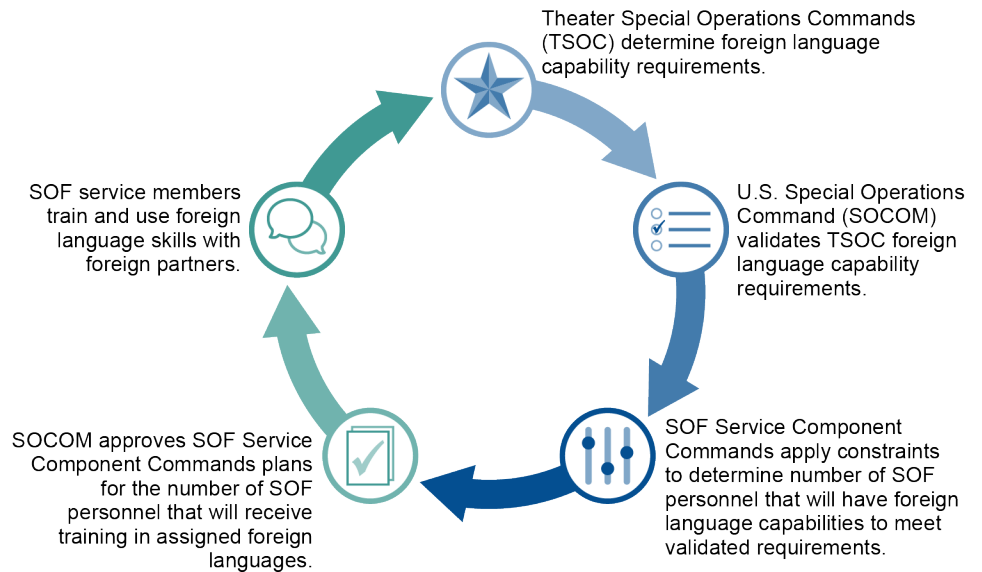 Theater Special Operations Commands
(TSOC) determine foreign language
capability requirements.
U.S. Special Operations
Command (SOCOM)
validates TSOC foreign
language capability
requirements.
SOF Service Component
Commands apply constraints
to determine number of SOF
personnel that will have foreign
language capabilities to meet
validated requirements.
SOCOM approves SOF Service
Component Commands plans
for the number of SOF
personnel that will receive
training in assigned foreign
languages.
SOF service members
train and use foreign
language skills with
foreign partners.